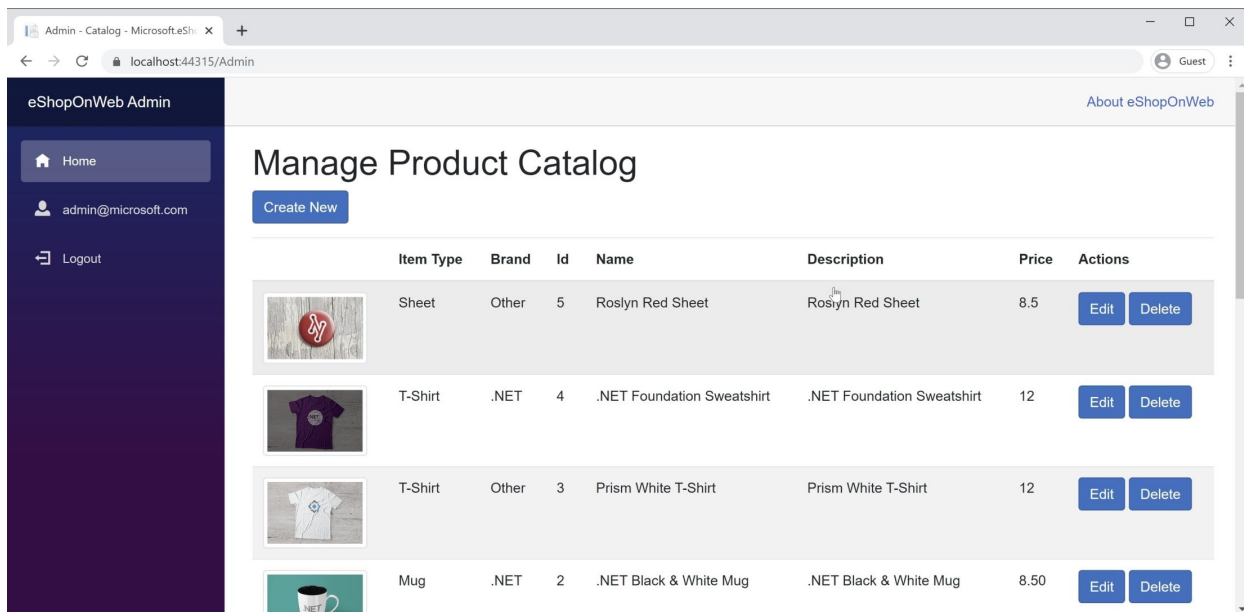 Admin - Catalog - Microsoft.eSh
localhost:44315/Admin
Guest
eShopOnWeb Admin
About eShopOnWeb
Home
admin@microsoft.com
Logout
Manage Product Catalog
Create New
Item Type Brand Id Name Description Price Actions
Sheet Other 5 Roslyn Red Sheet Roslyn Red Sheet 8.5 Edit Delete
T-Shirt .NET 4 .NET Foundation Sweatshirt .NET Foundation Sweatshirt 12 Edit Delete
NET
T-Shirt Other 3 Prism White T-Shirt Prism White T-Shirt 12 Edit Delete
Mug .NET 2 .NET Black & White Mug .NET Black & White Mug 8.50 Edit Delete
NET